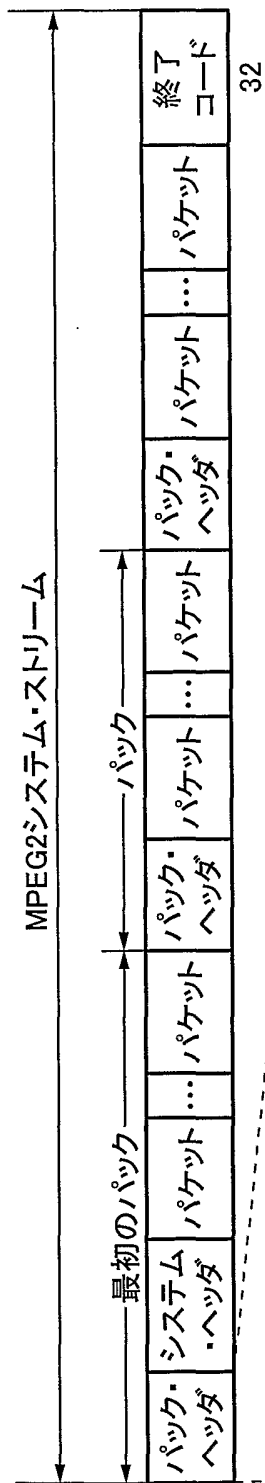 MPEG2システム・ストリーム
最初のパック
パック
パック・
ヘッダ
システム
・ヘッダ
パケット
…
パケット
パック・
ヘッダ
パケット
…
パケット
パック・
ヘッダ
パケット
…
パケット
終了
コード
32